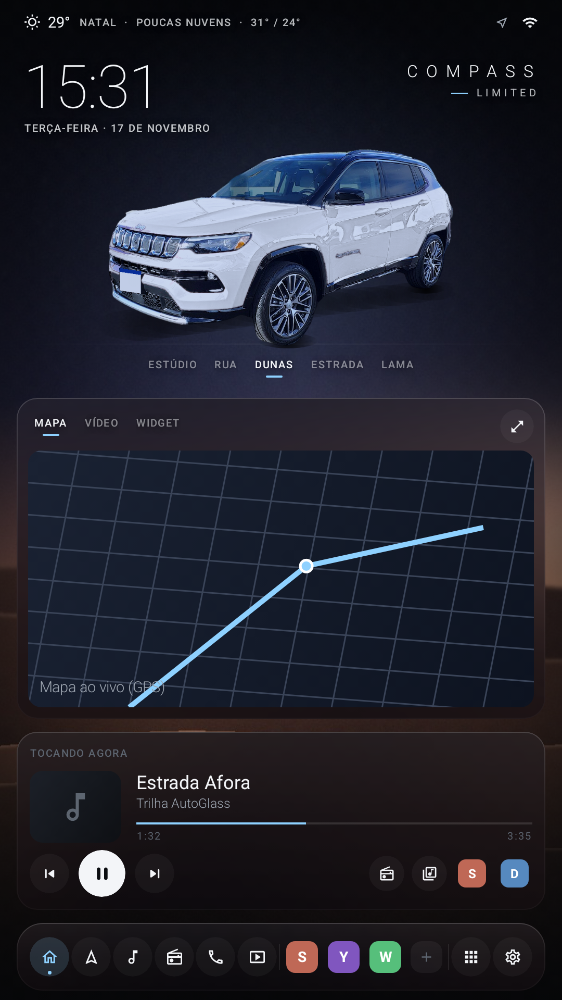 29° NATAL · POUCAS NUVENS · 31° / 24°
15:31
TERÇA-FEIRA · 17 DE NOVEMBRO
COMPASS
LIMITED
ESTÚDIO RUA DUNAS ESTRADA LAMA
MAPA VÍDEO WIDGET
Mapa ao vivo (GPS)
TOCANDO AGORA
Estrada Afora
Trilha AutoGlass
1:32 3:35
S D
S Y W +